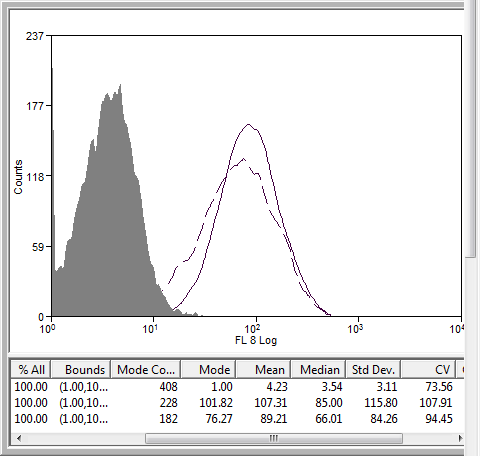 237
177
118
59
0
Counts
10⁰ 10¹ 10² 10³ 10⁴
FL 8 Log
% All Bounds Mode Co... Mode Mean Median Std Dev. CV
100.00 (1.00,10... 408 1.00 4.23 3.54 3.11 73.56
100.00 (1.00,10... 228 101.82 107.31 85.00 115.80 107.91
100.00 (1.00,10... 182 76.27 89.21 66.01 84.26 94.45